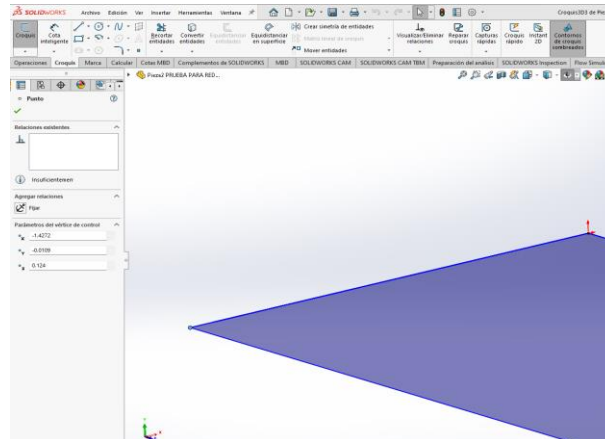 SOLIDWORKS Archivo Edición Ver Insertar Herramientas Ventana
Croquis
Cota inteligente
Recortar entidades
Convertir entidades
Equidistanciar entidades
Equidistanciar en superficie
Crear simetría de entidades
Matriz lineal de croquis
Mover entidades
Visualizar/Eliminar relaciones
Reparar croquis
Capturas rápidas
Croquis rápido
Instant 2D
Contornos de croquis sombreados
Operaciones Croquis Marca Calcular Cotas MBD Complementos de SOLIDWORKS MBD SOLIDWORKS CAM SOLIDWORKS CAM TBM Preparación del análisis SOLIDWORKS Inspection Flow Simul
Pieza2 PRUEBA PARA RED...
Punto
Relaciones existentes
Insuficientemen
Agregar relaciones
Fijar
Parámetros del vértice de control
-1.4272
-0.0109
0.124